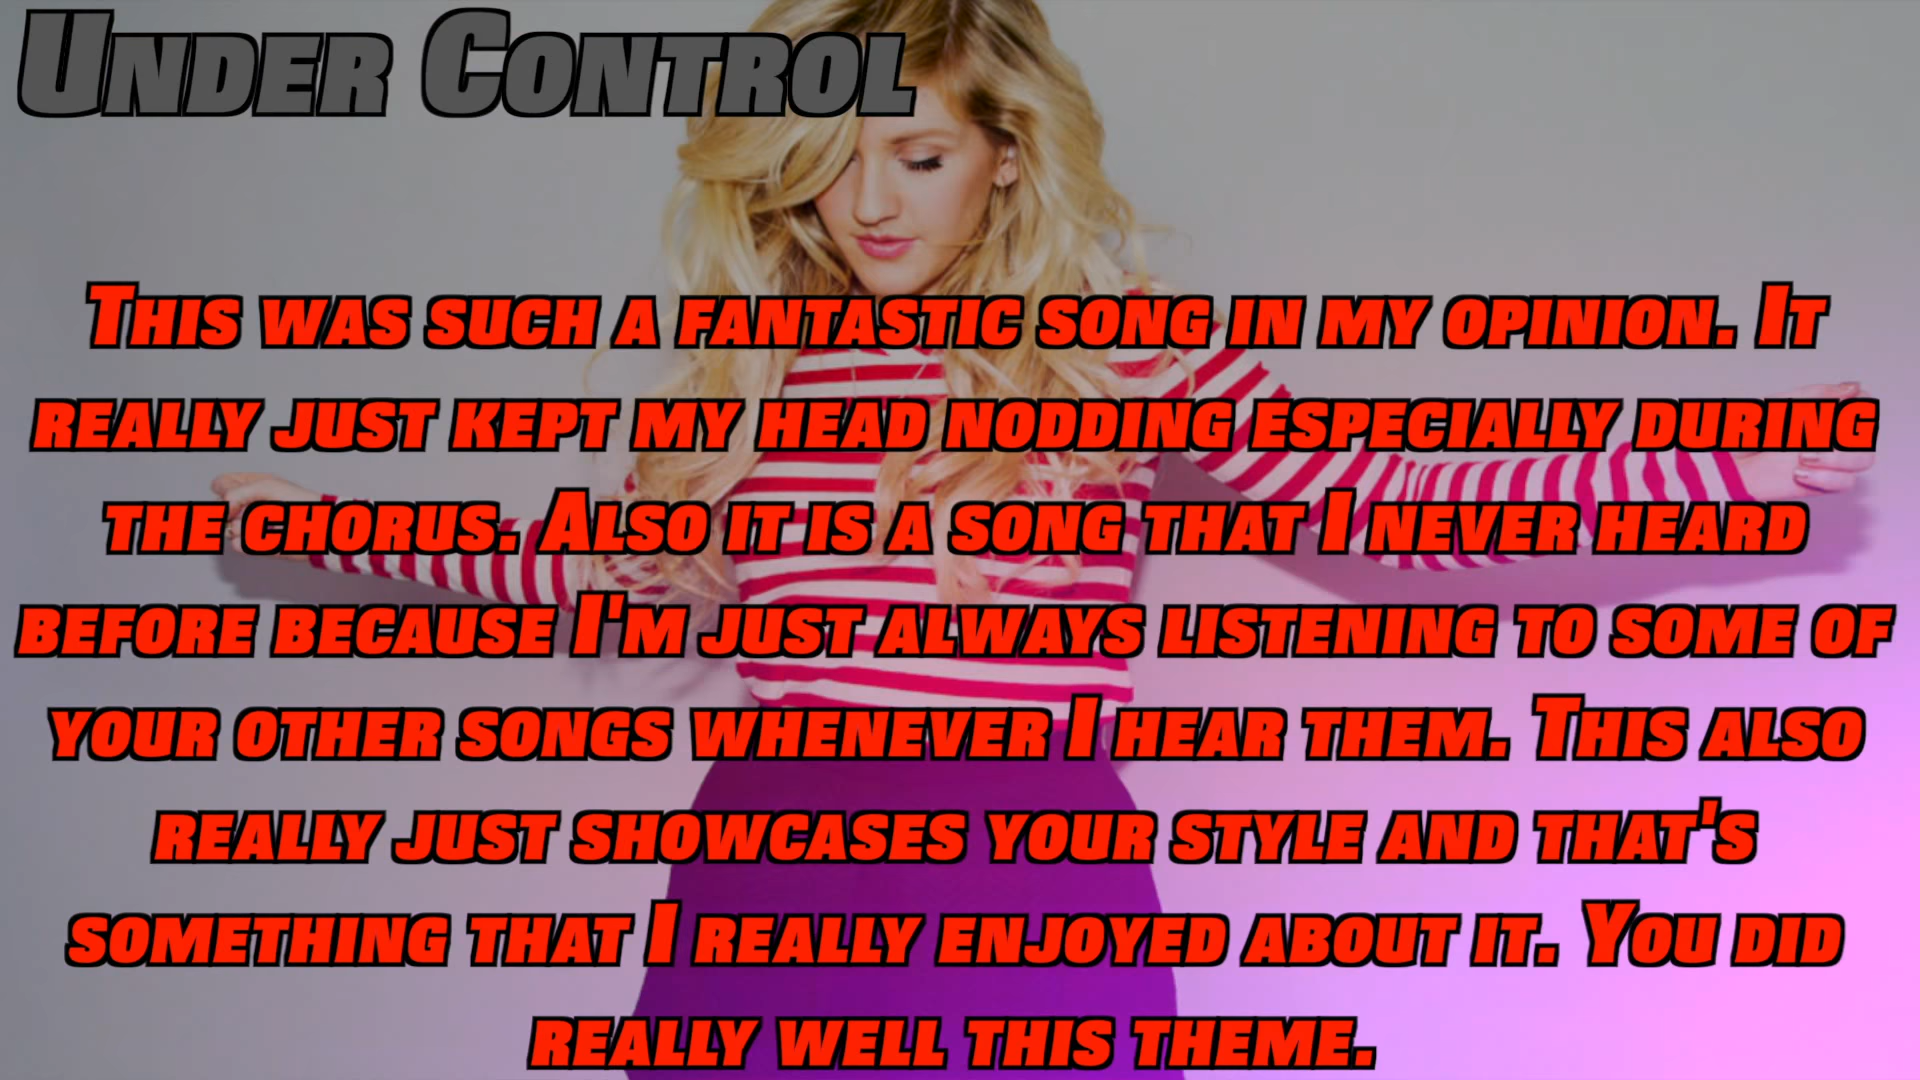 Under Control
This was such a fantastic song in my opinion. It
really just kept my head nodding especially during
the chorus. Also it is a song that I never heard
before because I'm just always listening to some of
your other songs whenever I hear them. This also
really just showcases your style and that's
something that I really enjoyed about it. You did
really well this theme.